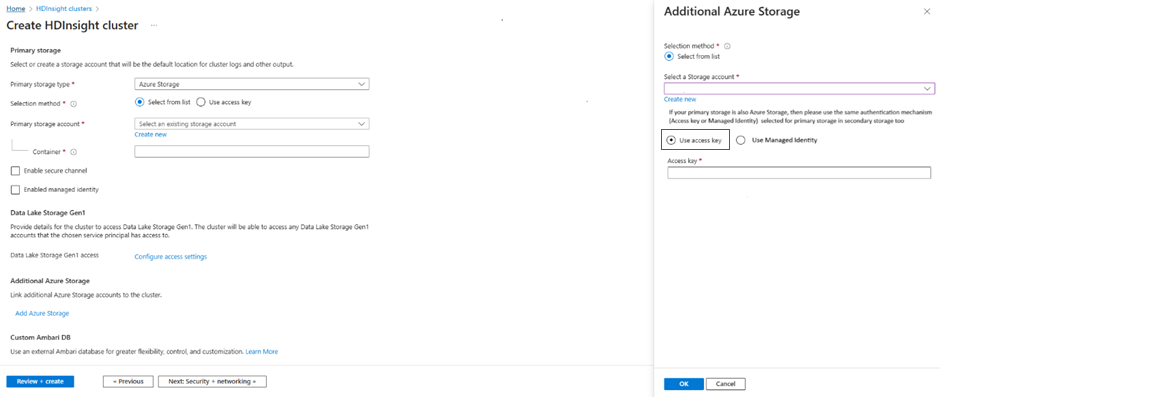 Home > HDInsight clusters >
Create HDInsight cluster ...
Primary storage
Select or create a storage account that will be the default location for cluster logs and other output.
Primary storage type *
Azure Storage
Selection method *
Select from list
Use access key
Primary storage account *
Select an existing storage account
Create new
Container *
Enable secure channel
Enabled managed identity
Data Lake Storage Gen1
Provide details for the cluster to access Data Lake Storage Gen1. The cluster will be able to access any Data Lake Storage Gen1
accounts that the chosen service principal has access to.
Data Lake Storage Gen1 access
Configure access settings
Additional Azure Storage
Link additional Azure Storage accounts to the cluster.
Add Azure Storage
Custom Ambari DB
Use an external Ambari database for greater flexibility, control, and customization. Learn More
Review + create
« Previous
Next: Security + networking »
Additional Azure Storage
Selection method *
Select from list
Select a Storage account *
Create new
If your primary storage is also Azure Storage, then please use the same authentication mechanism
(Access key or Managed Identity) selected for primary storage in secondary storage too
Use access key
Use Managed Identity
Access key *
OK
Cancel